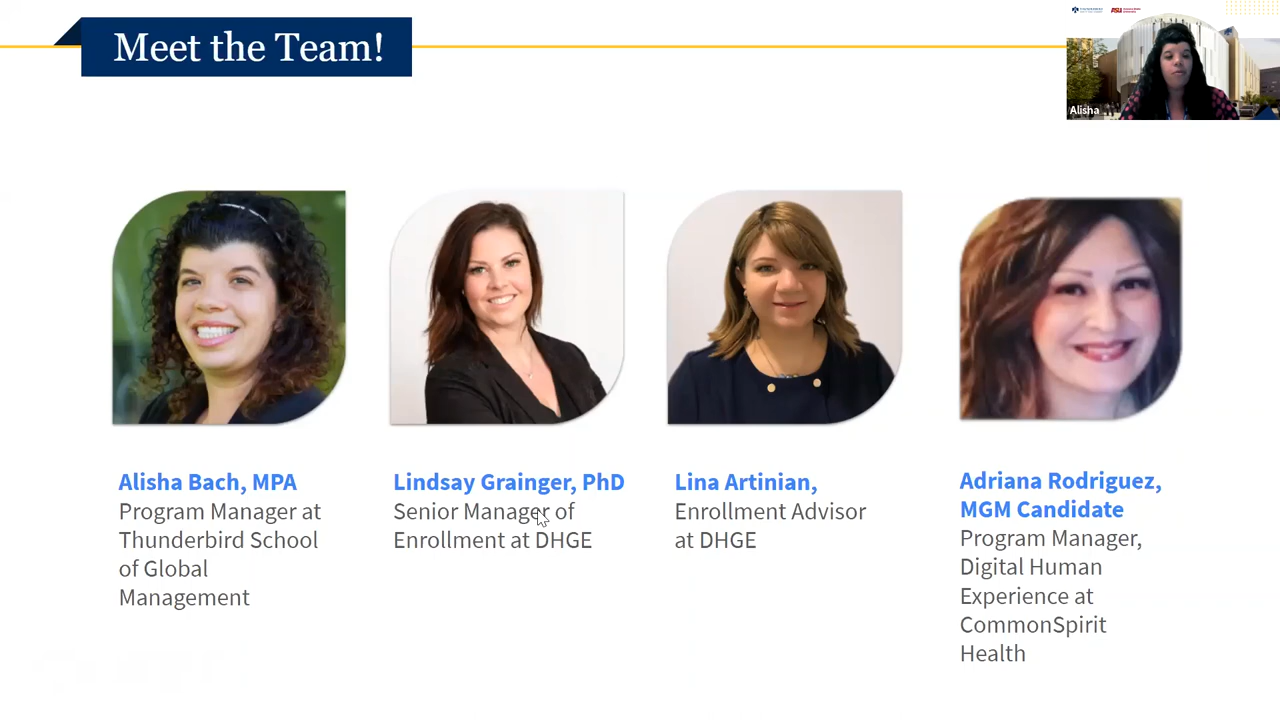 Meet the Team!
Alisha
Alisha Bach, MPA
Program Manager at
Thunderbird School
of Global
Management
Lindsay Grainger, PhD
Senior Manager of
Enrollment at DHGE
Lina Artinian,
Enrollment Advisor
at DHGE
Adriana Rodriguez,
MGM Candidate
Program Manager,
Digital Human
Experience at
CommonSpirit
Health